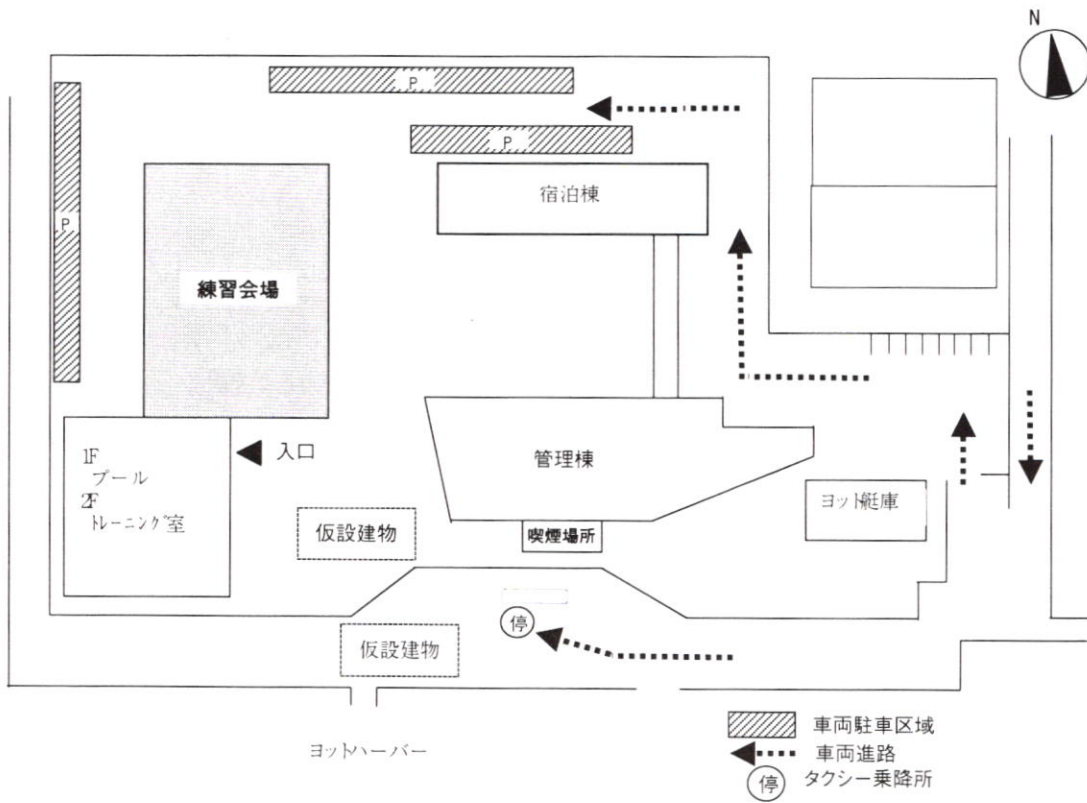 N
P
P
宿泊棟
P
練習会場
1F
プール
2F
トレーニング室
入口
管理棟
ヨット艇庫
仮設建物
喫煙場所
停
仮設建物
ヨットハーバー
車両駐車区域
車両進路
停 タクシー乗降所